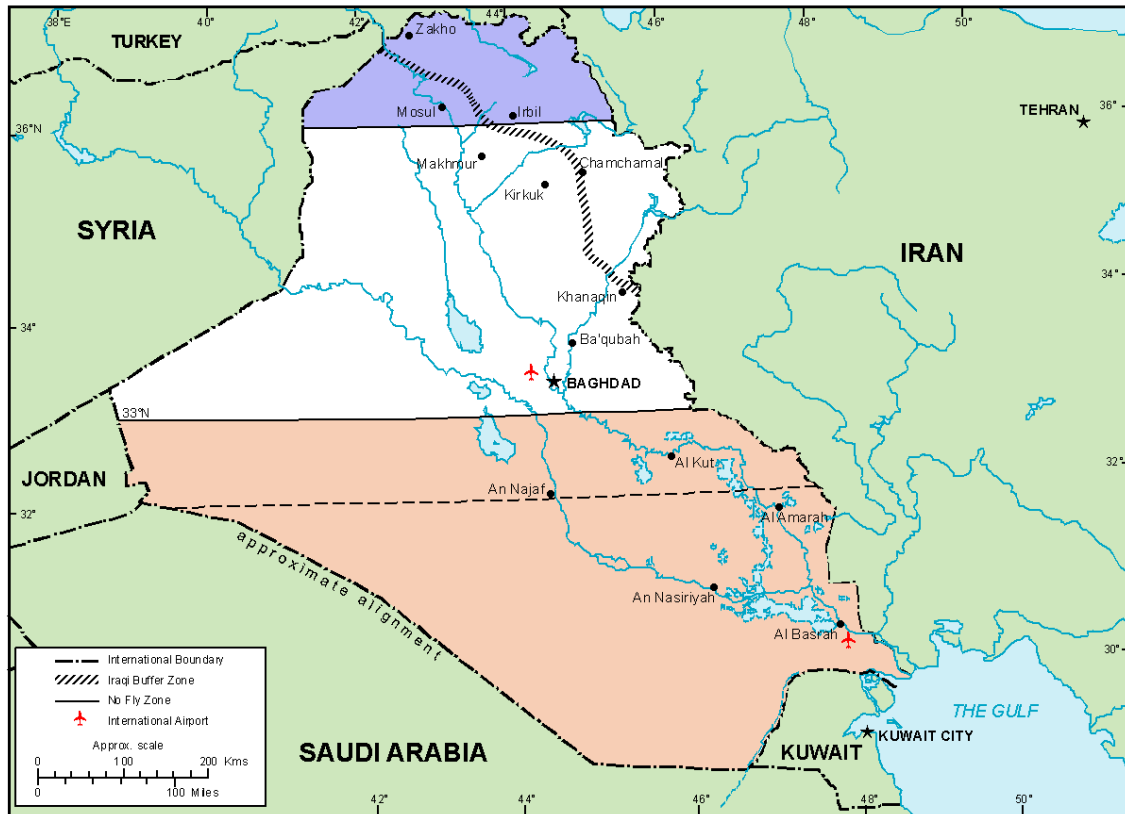 38°E
40°
42°
44°
46°
48°
50°
TURKEY
Zakho
Mosul
Irbil
TEHRAN
36°
36°N
Makhmur
Chamchamal
Kirkuk
SYRIA
IRAN
34°
Khanaqin
34°
Ba'qubah
BAGHDAD
33°N
JORDAN
Al Kut
32°
An Najaf
32°
Al Amarah
approximate alignment
An Nasiriyah
Al Basrah
30°
International Boundary
Iraqi Buffer Zone
No Fly Zone
International Airport
Approx. scale
0 100 200 Kms
0 100 Miles
THE GULF
KUWAIT CITY
SAUDI ARABIA
KUWAIT
42°
44°
46°
48°
50°